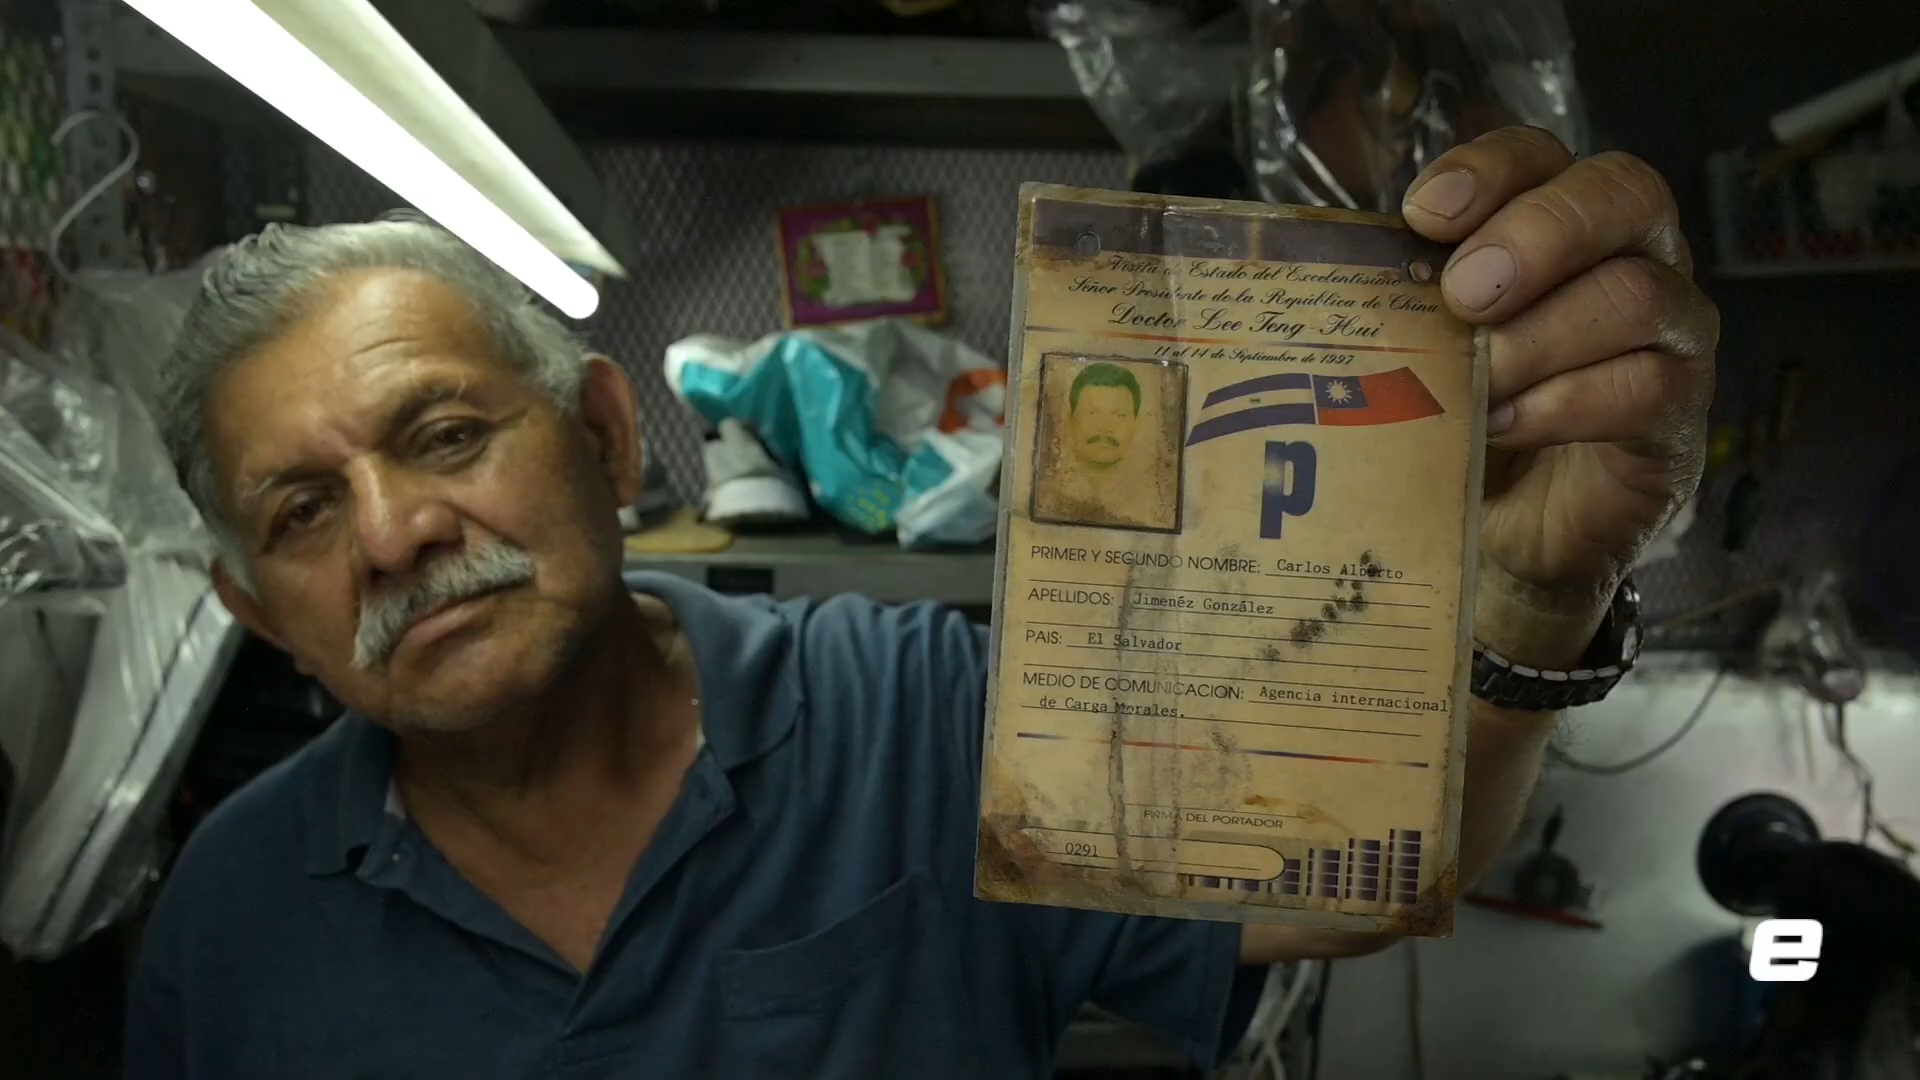 Visita de Estado del Excelentísimo
Señor Presidente de la República de China
Doctor Lee Teng-Hui
11 al 14 de Septiembre de 1997
p
PRIMER Y SEGUNDO NOMBRE: Carlos Alberto
APELLIDOS: Jimenéz González
PAIS: El Salvador
MEDIO DE COMUNICACION: Agencia internacional
de Carga Morales.
FIRMA DEL PORTADOR
0291
e